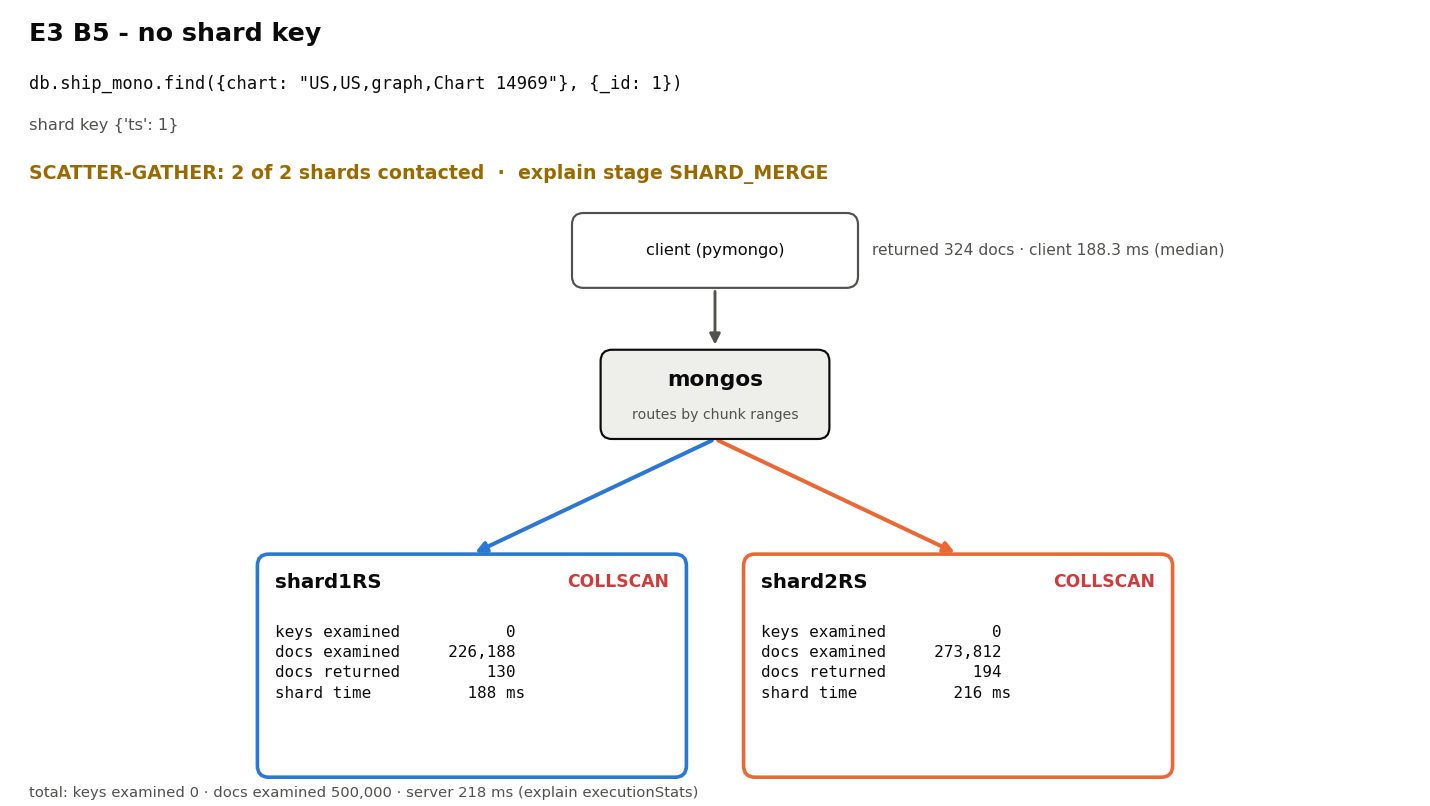 E3 B5 - no shard key
db.ship_mono.find({chart: "US,US,graph,Chart 14969"}, {_id: 1})
shard key {'ts': 1}
SCATTER-GATHER: 2 of 2 shards contacted · explain stage SHARD_MERGE
client (pymongo)
returned 324 docs · client 188.3 ms (median)
mongos
routes by chunk ranges
shard1RS COLLSCAN
keys examined 0
docs examined 226,188
docs returned 130
shard time 188 ms
shard2RS COLLSCAN
keys examined 0
docs examined 273,812
docs returned 194
shard time 216 ms
total: keys examined 0 · docs examined 500,000 · server 218 ms (explain executionStats)